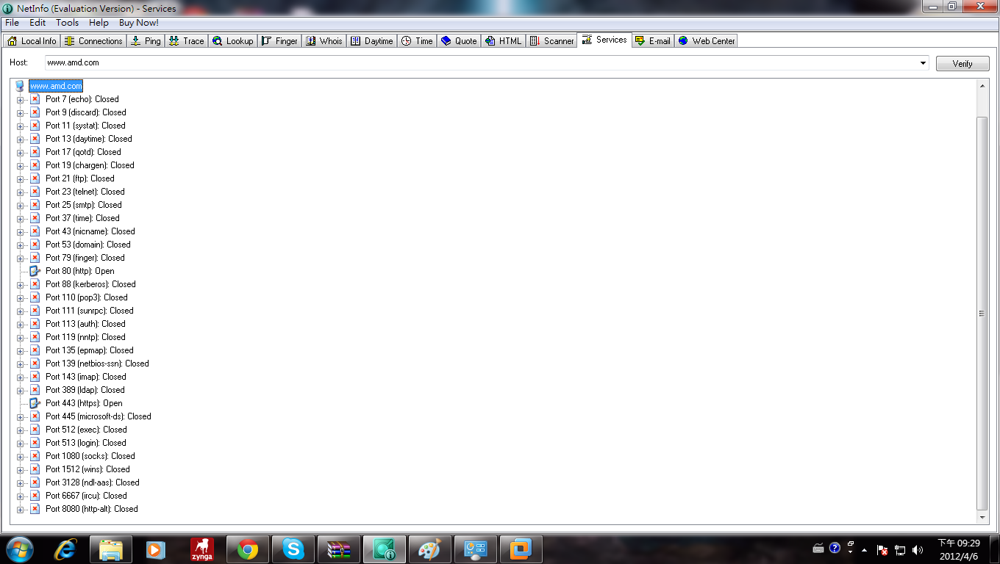 NetInfo (Evaluation Version) - Services
File Edit Tools Help Buy Now!
Local Info Connections Ping Trace Lookup Finger Whois Daytime Time Quote HTML Scanner Services E-mail Web Center
Host: www.amd.com Verify
www.amd.com
Port 7 (echo): Closed
Port 9 (discard): Closed
Port 11 (systat): Closed
Port 13 (daytime): Closed
Port 17 (qotd): Closed
Port 19 (chargen): Closed
Port 21 (ftp): Closed
Port 23 (telnet): Closed
Port 25 (smtp): Closed
Port 37 (time): Closed
Port 43 (nicname): Closed
Port 53 (domain): Closed
Port 79 (finger): Closed
Port 80 (http): Open
Port 88 (kerberos): Closed
Port 110 (pop3): Closed
Port 111 (sunrpc): Closed
Port 113 (auth): Closed
Port 119 (nntp): Closed
Port 135 (epmap): Closed
Port 139 (netbios-ssn): Closed
Port 143 (imap): Closed
Port 389 (ldap): Closed
Port 443 (https): Open
Port 445 (microsoft-ds): Closed
Port 512 (exec): Closed
Port 513 (login): Closed
Port 1080 (socks): Closed
Port 1512 (wins): Closed
Port 3128 (ndl-aas): Closed
Port 6667 (ircu): Closed
Port 8080 (http-alt): Closed
zynga
下午 09:29
2012/4/6